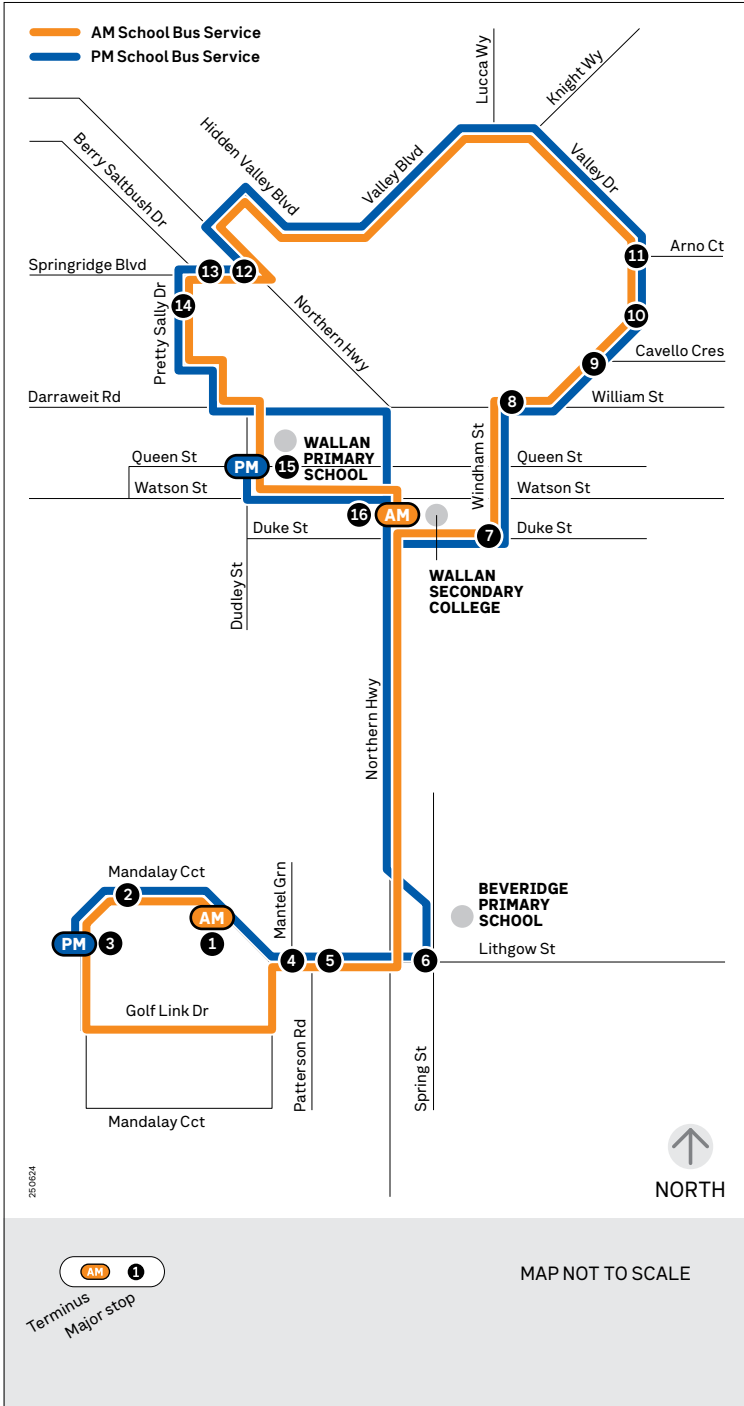 AM School Bus Service
PM School Bus Service
Lucca Wy
Knight Wy
Hidden Valley Blvd
Berry Saltbush Dr
Valley Blvd
Valley Dr
11
Arno Ct
Springridge Blvd
13
12
14
Pretty Sally Dr
Northern Hwy
10
Cavello Cres
9
Darraweit Rd
8
William St
WALLAN
PRIMARY
SCHOOL
Queen St
PM
15
Windham St
Queen St
Watson St
Watson St
16
AM
Duke St
7
Duke St
WALLAN
SECONDARY
COLLEGE
Dudley St
Northern Hwy
Mandalay Cct
2
Mantel Grn
BEVERIDGE
PRIMARY
SCHOOL
AM
1
PM
3
4
5
6
Lithgow St
Golf Link Dr
Patterson Rd
Spring St
Mandalay Cct
250624
NORTH
AM
1
Terminus
Major stop
MAP NOT TO SCALE